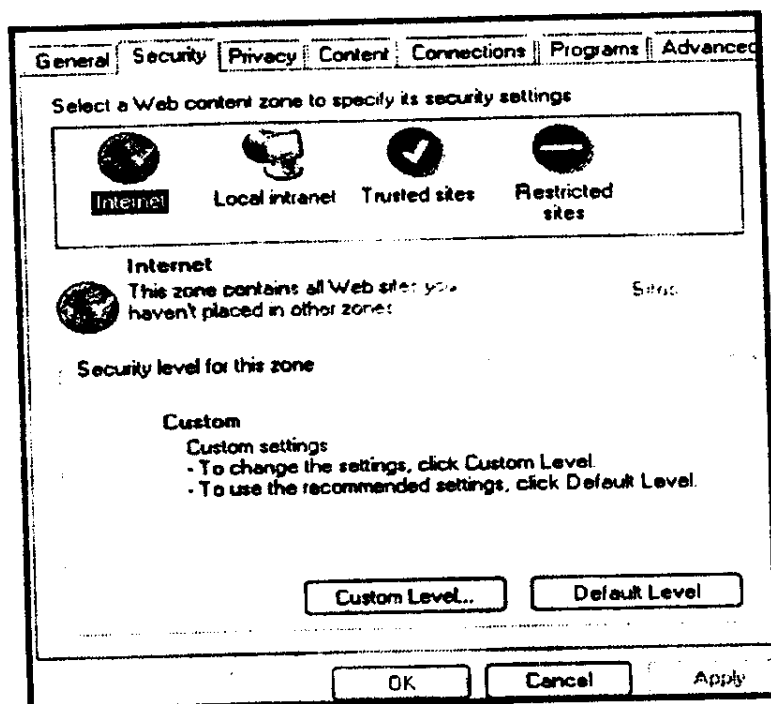 General Security Privacy Content Connections Programs Advanced
Select a Web content zone to specify its security settings
Internet Local intranet Trusted sites Restricted
sites
Internet
This zone contains all Web sites you
haven't placed in other zones
Sites
Security level for this zone
Custom
Custom settings
- To change the settings, click Custom Level.
- To use the recommended settings, click Default Level.
Custom Level... Default Level
OK Cancel Apply